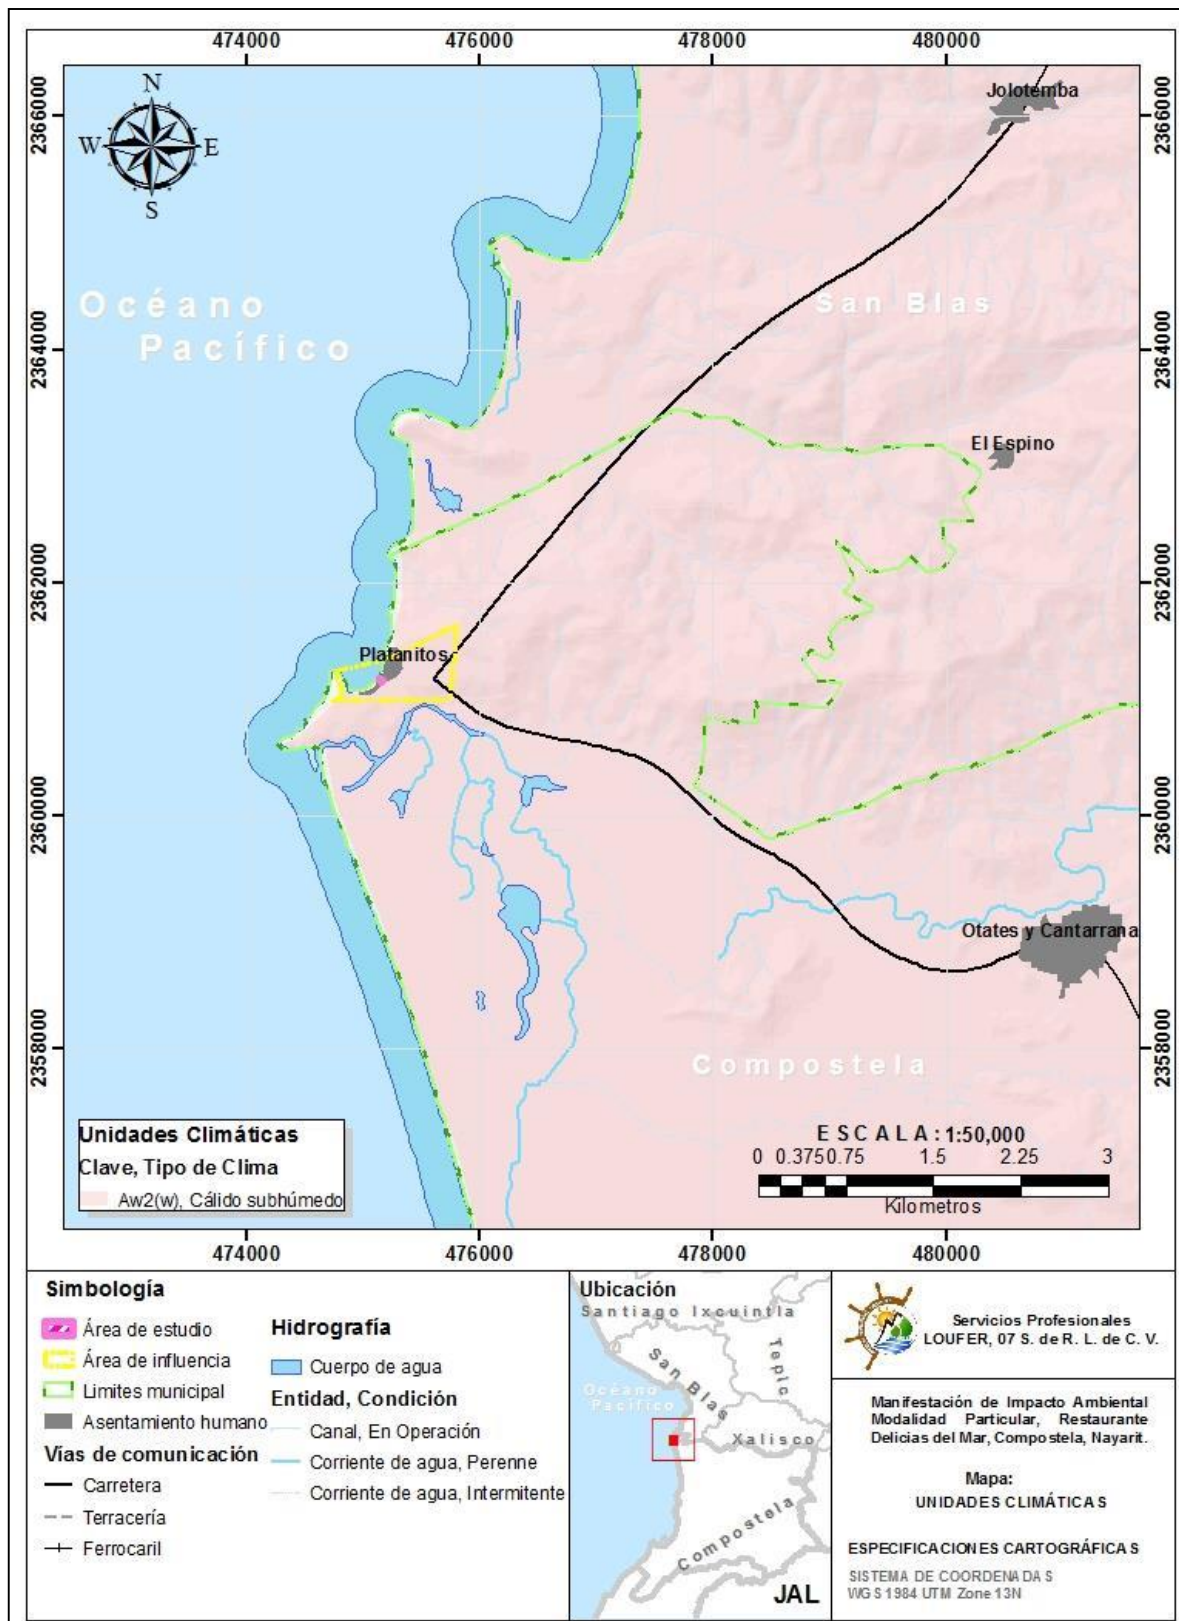 474000 476000 478000 480000
2366000
2366000
N
W E
S
Jolotemba
Océano
Pacífico
San Blas
2364000
2364000
El Espino
2362000
2362000
Platanitos
2360000
2360000
Otates y Cantarrana
2358000
2358000
Compostela
Unidades Climáticas
Clave, Tipo de Clima
Aw2(w), Cálido subhúmedo
ESCALA: 1:50,000
0 0.375 0.75 1.5 2.25 3
Kilometros
474000 476000 478000 480000
Simbología
Área de estudio
Área de influencia
Limites municipal
Asentamiento humano
Vías de comunicación
Carretera
Terracería
Ferrocaril
Hidrografía
Cuerpo de agua
Entidad, Condición
Canal, En Operación
Corriente de agua, Perenne
Corriente de agua, Intermitente
Ubicación
Santiago Ixcuintla
Tepic
San Blas
Océano
Pacífico
Xalisco
Compostela
JAL
Servicios Profesionales
LOUFER, 07 S. de R. L. de C. V.
Manifestación de Impacto Ambiental
Modalidad Particular, Restaurante
Delicias del Mar, Compostela, Nayarit.
Mapa:
UNIDADES CLIMÁTICAS
ESPECIFICACIONES CARTOGRÁFICAS
SISTEMA DE COORDENADAS
WGS 1984 UTM Zone 13N